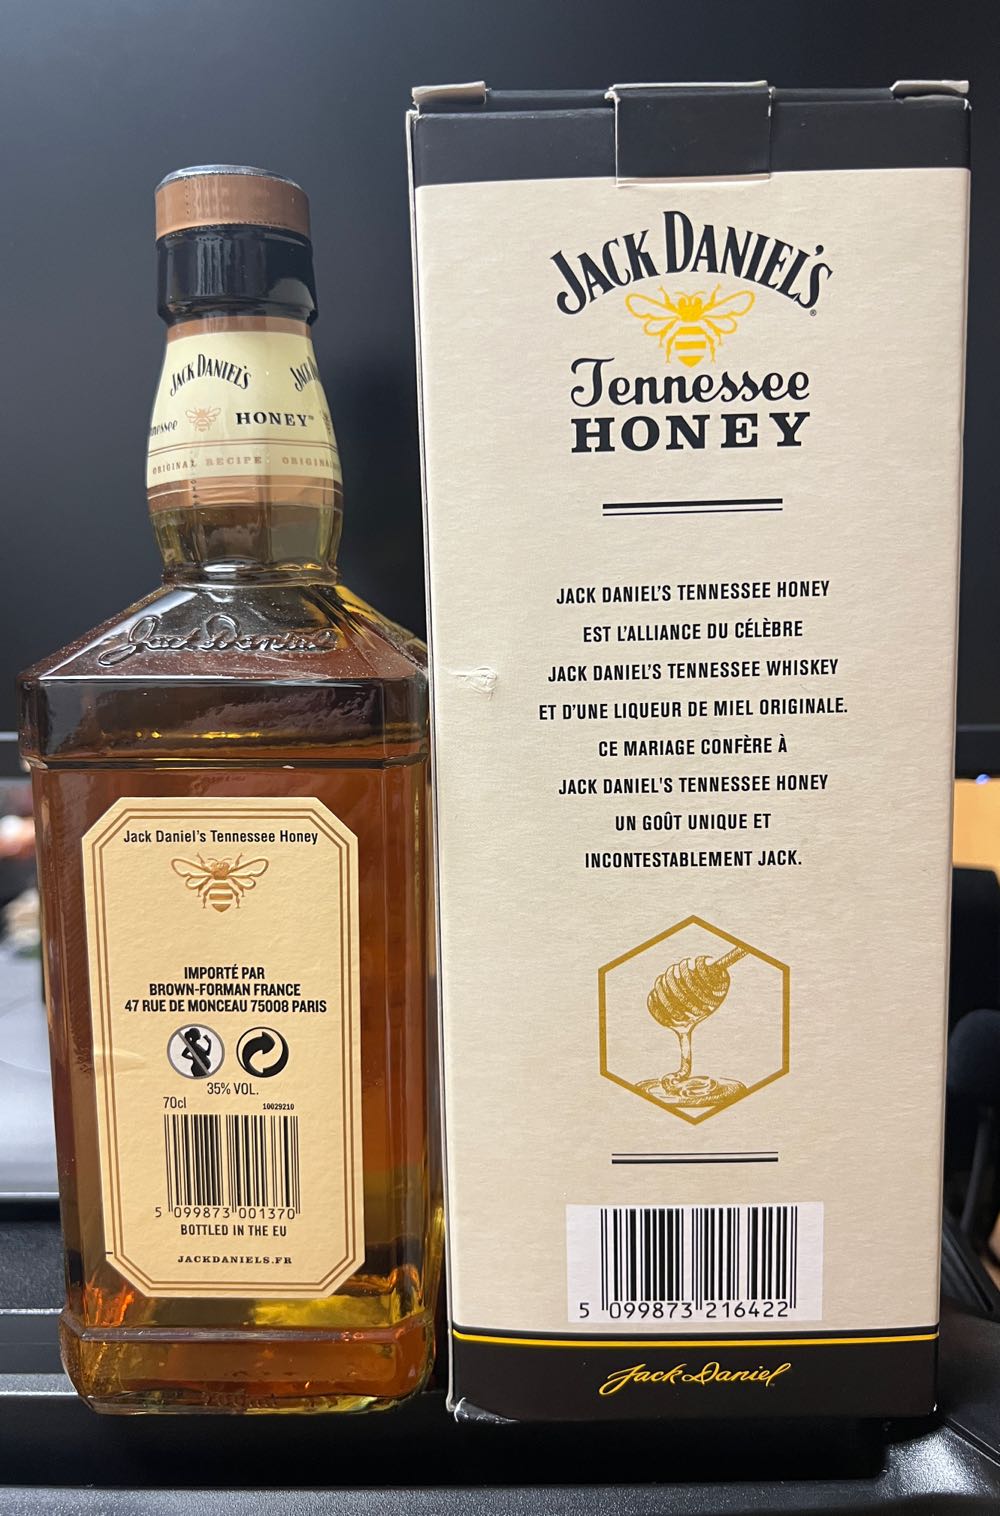 JACK DANIEL'S
HONEY™
ORIGINAL RECIPE
Jack Daniel
Jack Daniel's Tennessee Honey
IMPORTÉ PAR
BROWN-FORMAN FRANCE
47 RUE DE MONCEAU 75008 PARIS
35% VOL.
70cl
10029210
5 099873 001370
BOTTLED IN THE EU
JACKDANIELS.FR
JACK DANIEL'S®
Tennessee
HONEY
JACK DANIEL'S TENNESSEE HONEY
EST L'ALLIANCE DU CÉLÈBRE
JACK DANIEL'S TENNESSEE WHISKEY
ET D'UNE LIQUEUR DE MIEL ORIGINALE.
CE MARIAGE CONFÈRE À
JACK DANIEL'S TENNESSEE HONEY
UN GOÛT UNIQUE ET
INCONTESTABLEMENT JACK.
5 099873 216422
Jack Daniel